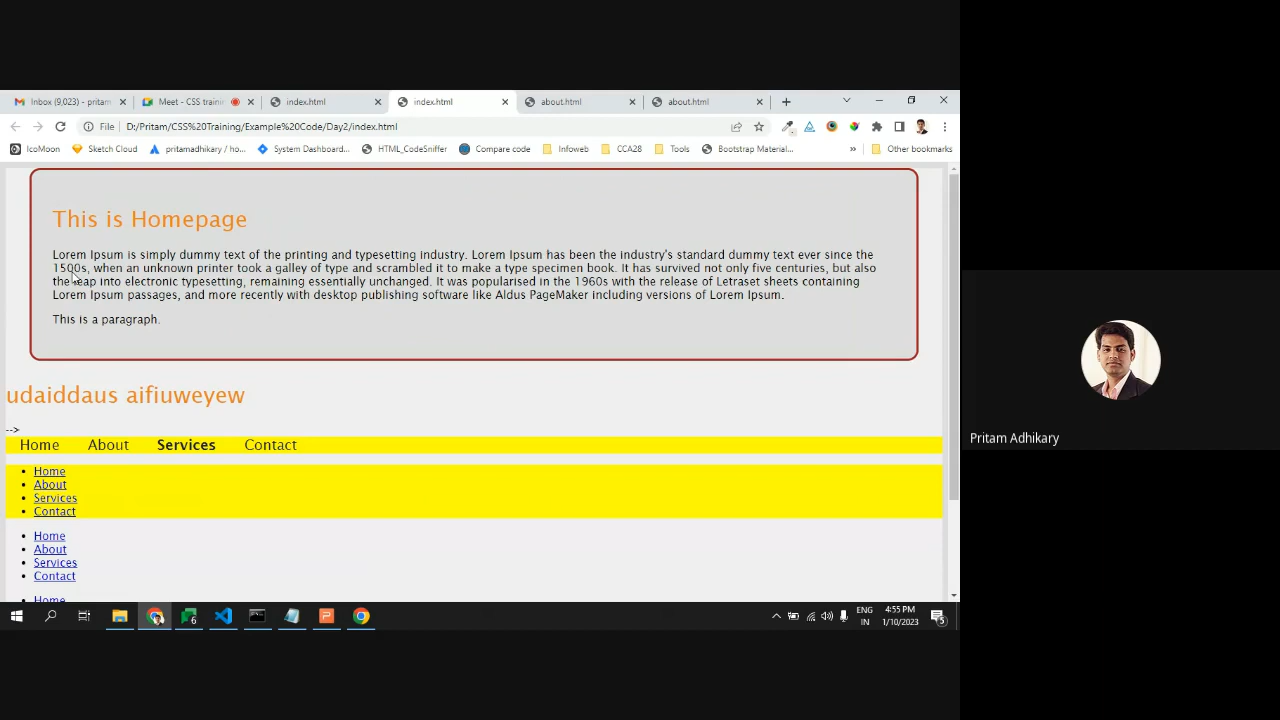 Inbox (9,023) - pritam
Meet - CSS traini
index.html
index.html
about.html
about.html
File D:/Pritam/CSS%20Training/Example%20Code/Day2/index.html
IcoMoon
Sketch Cloud
pritamadhikary / ho...
System Dashboard...
HTML_CodeSniffer
Compare code
Infoweb
CCA28
Tools
Bootstrap Material...
»
Other bookmarks
This is Homepage
Lorem Ipsum is simply dummy text of the printing and typesetting industry. Lorem Ipsum has been the industry's standard dummy text ever since the
1500s, when an unknown printer took a galley of type and scrambled it to make a type specimen book. It has survived not only five centuries, but also
the leap into electronic typesetting, remaining essentially unchanged. It was popularised in the 1960s with the release of Letraset sheets containing
Lorem Ipsum passages, and more recently with desktop publishing software like Aldus PageMaker including versions of Lorem Ipsum.
This is a paragraph.
udaiddaus aifiuweyew
-->
Home About Services Contact
• Home
• About
• Services
• Contact
• Home
• About
• Services
• Contact
• Home
Pritam Adhikary
6
ENG
IN
4:55 PM
1/10/2023
5